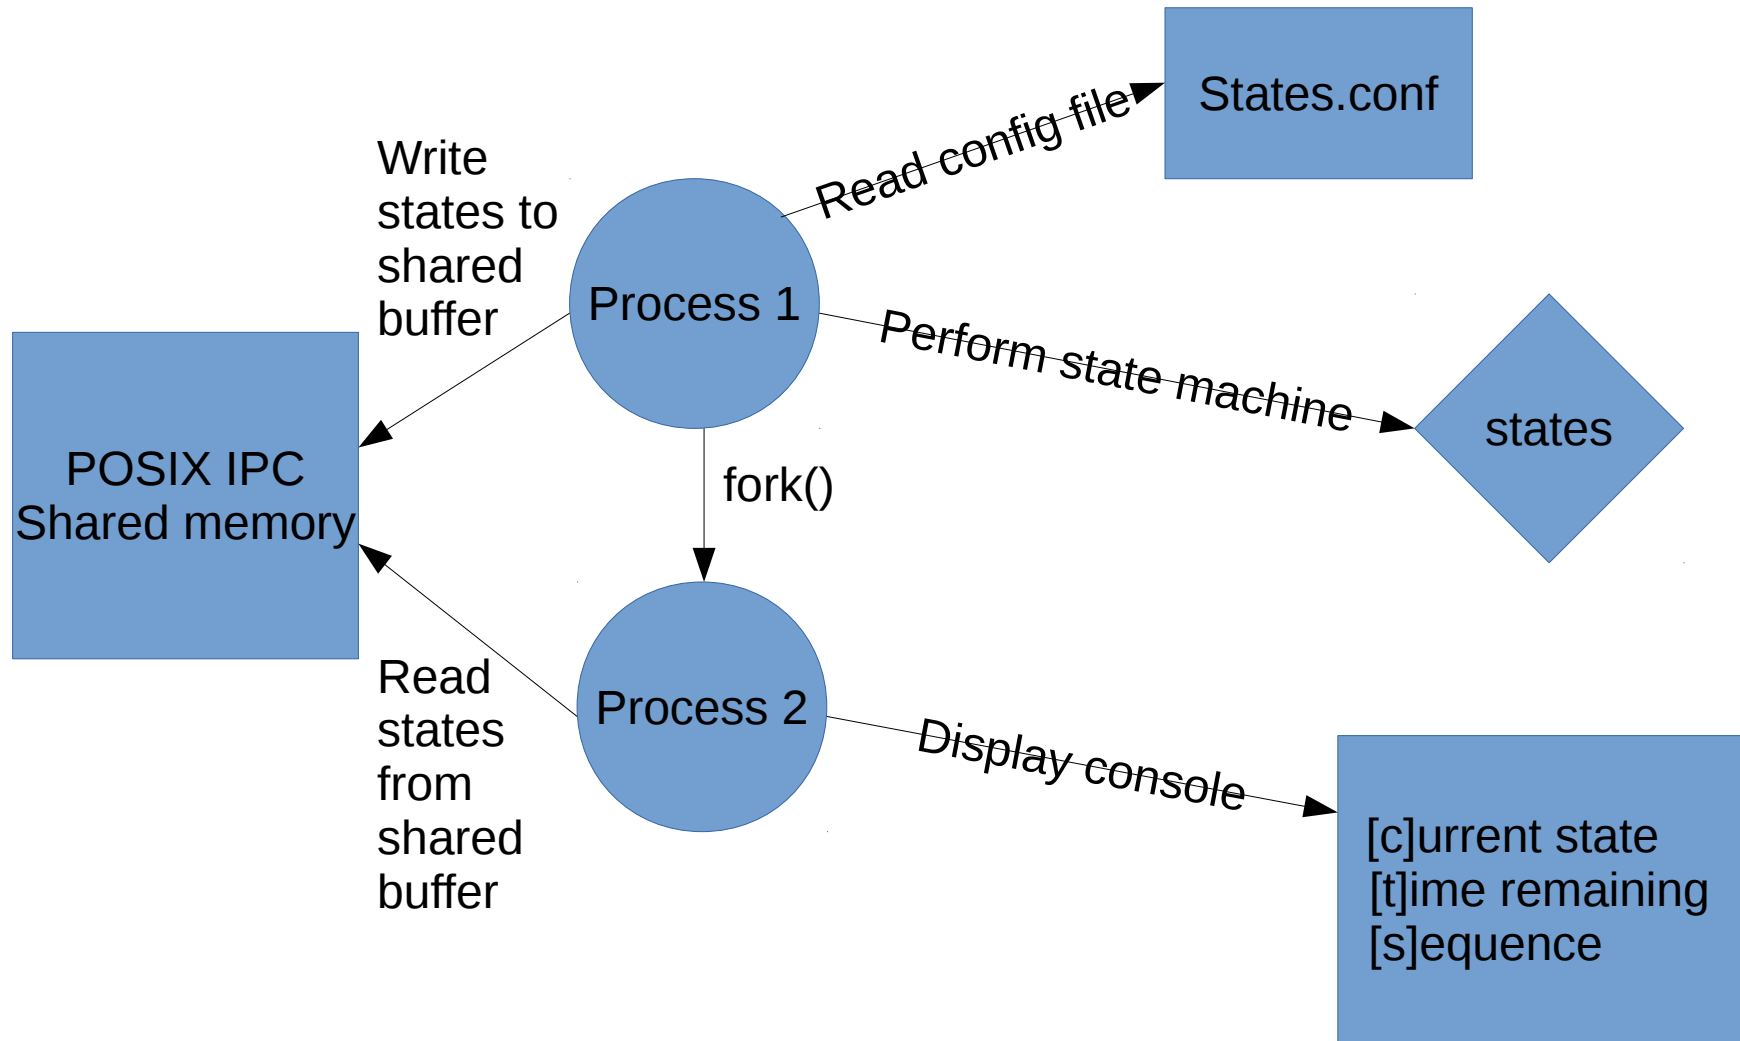 States.conf
Read config file
Write
states to
shared
buffer
Process 1
Perform state machine
states
POSIX IPC
Shared memory
fork()
Process 2
Read
states
from
shared
buffer
Display console
[c]urrent state
[t]ime remaining
[s]equence